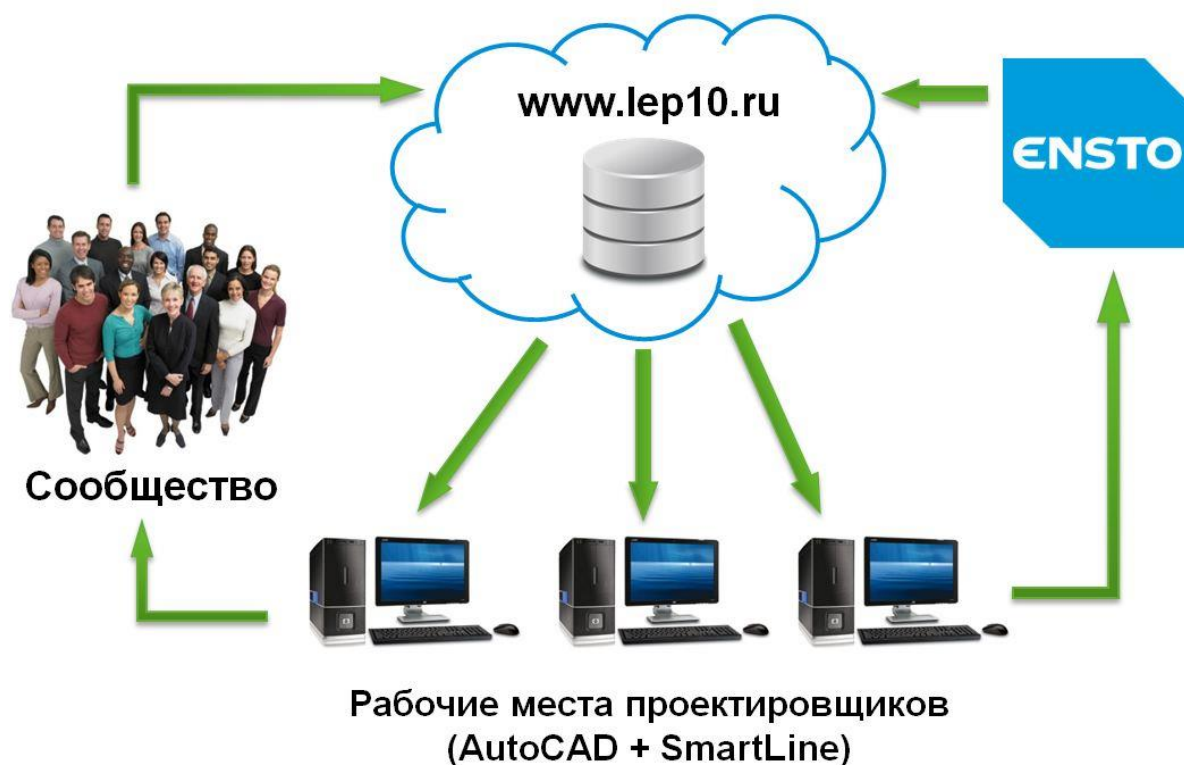 www.lep10.ru
ENSTO
Сообщество
Рабочие места проектировщиков
(AutoCAD + SmartLine)